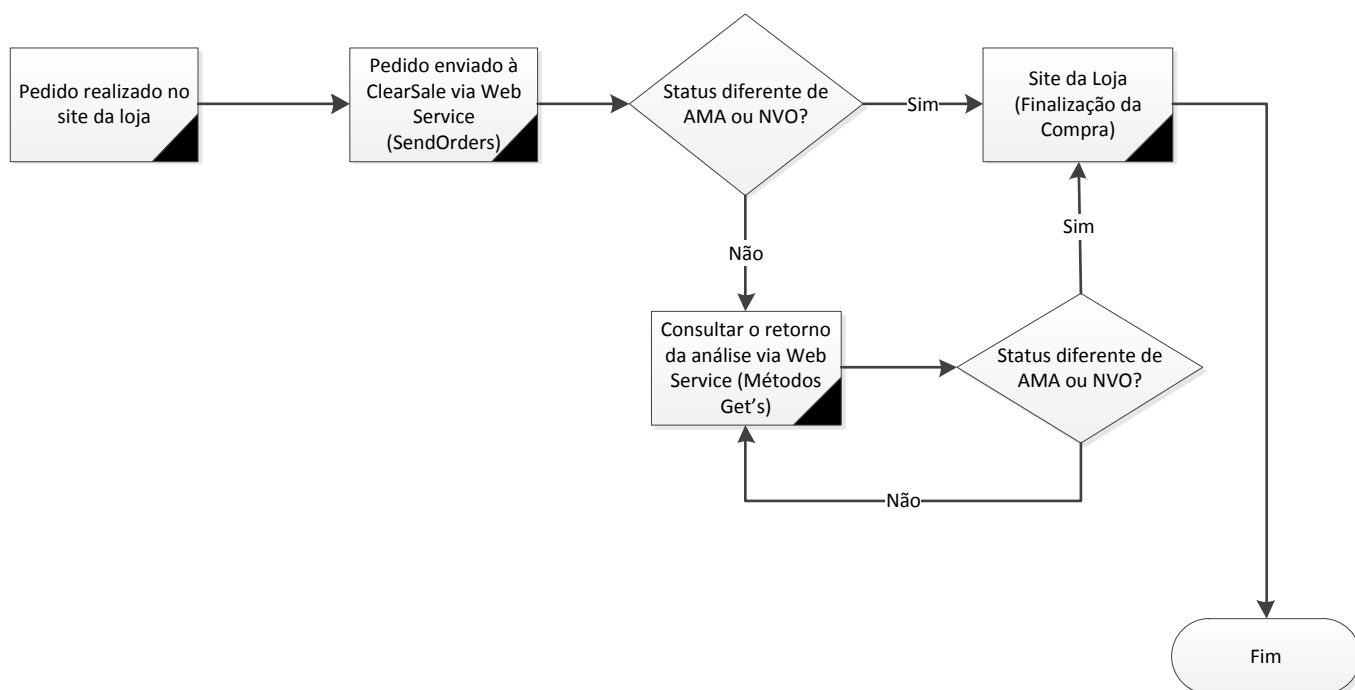 Pedido realizado no
site da loja
Pedido enviado à
ClearSale via Web
Service
(SendOrders)
Status diferente de
AMA ou NVO?
Sim
Site da Loja
(Finalização da
Compra)
Não
Sim
Consultar o retorno
da análise via Web
Service (Métodos
Get’s)
Status diferente de
AMA ou NVO?
Não
Fim